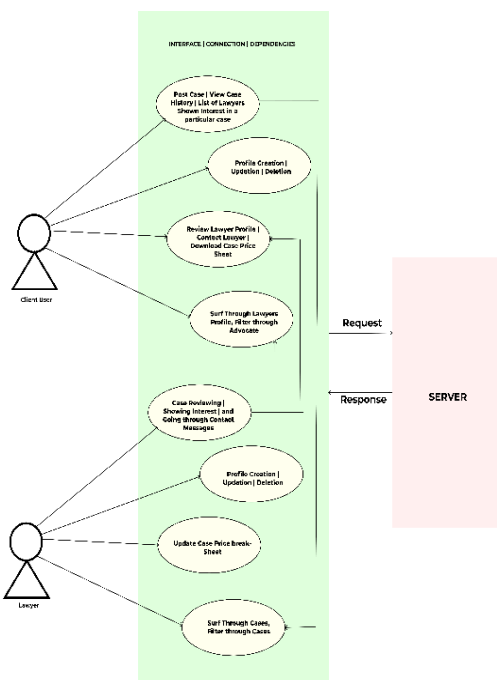 INTERFACE | CONNECTION | DEPENDENCIES
Post Case | View Case
History | List of Lawyers
Shown Interest in a
particular case
Profile Creation |
Updation | Deletion
Review Lawyer Profile |
Contact Lawyer |
Download Case Price
Sheet
Client User
Surf Through Lawyers
Profile, Filter through
Advocate
Request
Response
SERVER
Case Reviewing |
Showing Interest | and
Going through Contact
Messages
Profile Creation |
Updation | Deletion
Update Case Price Break-
Sheet
Lawyer
Surf Through Cases,
Filter through Cases